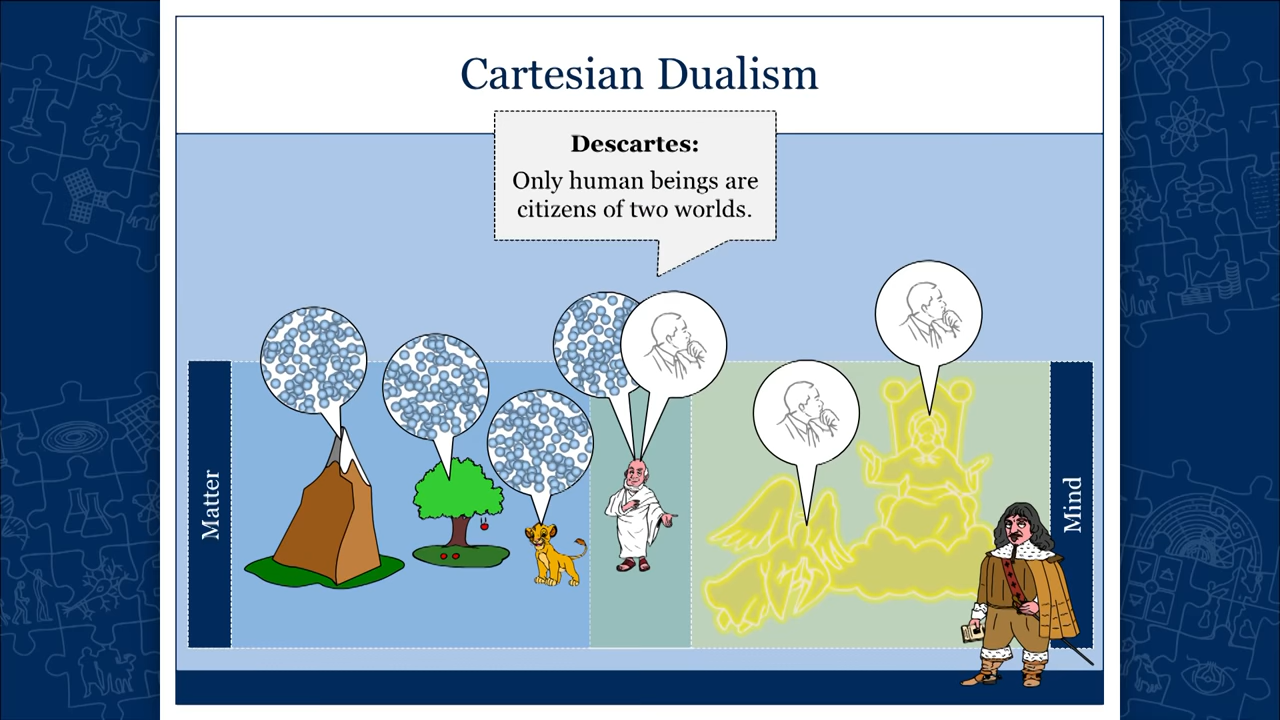 Cartesian Dualism
Descartes:
Only human beings are
citizens of two worlds.
Matter
Mind